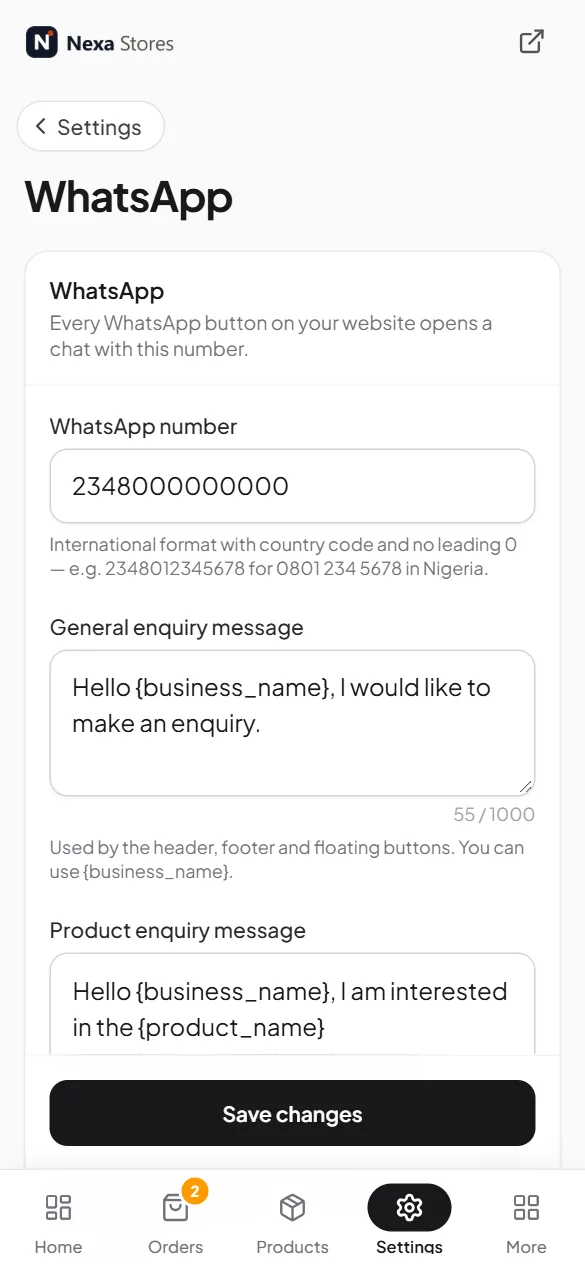 N Nexa Stores
Settings
WhatsApp
WhatsApp
Every WhatsApp button on your website opens a
chat with this number.
WhatsApp number
2348000000000
International format with country code and no leading 0
— e.g. 2348012345678 for 0801 234 5678 in Nigeria.
General enquiry message
Hello {business_name}, I would like to
make an enquiry.
55 / 1000
Used by the header, footer and floating buttons. You can
use {business_name}.
Product enquiry message
Hello {business_name}, I am interested
in the {product_name}
Save changes
2
Home Orders Products Settings More